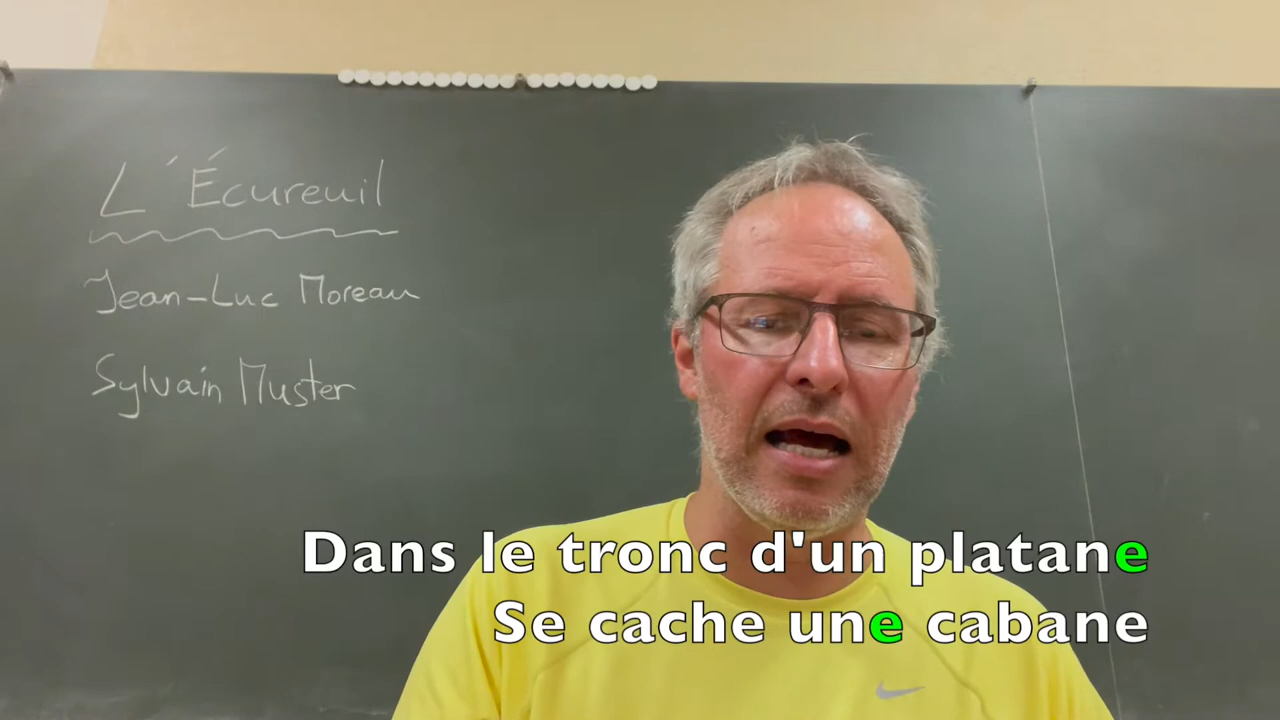 L'Écureuil
Jean-Luc Moreau
Sylvain Muster
Dans le tronc d'un platane
Se cache une cabane